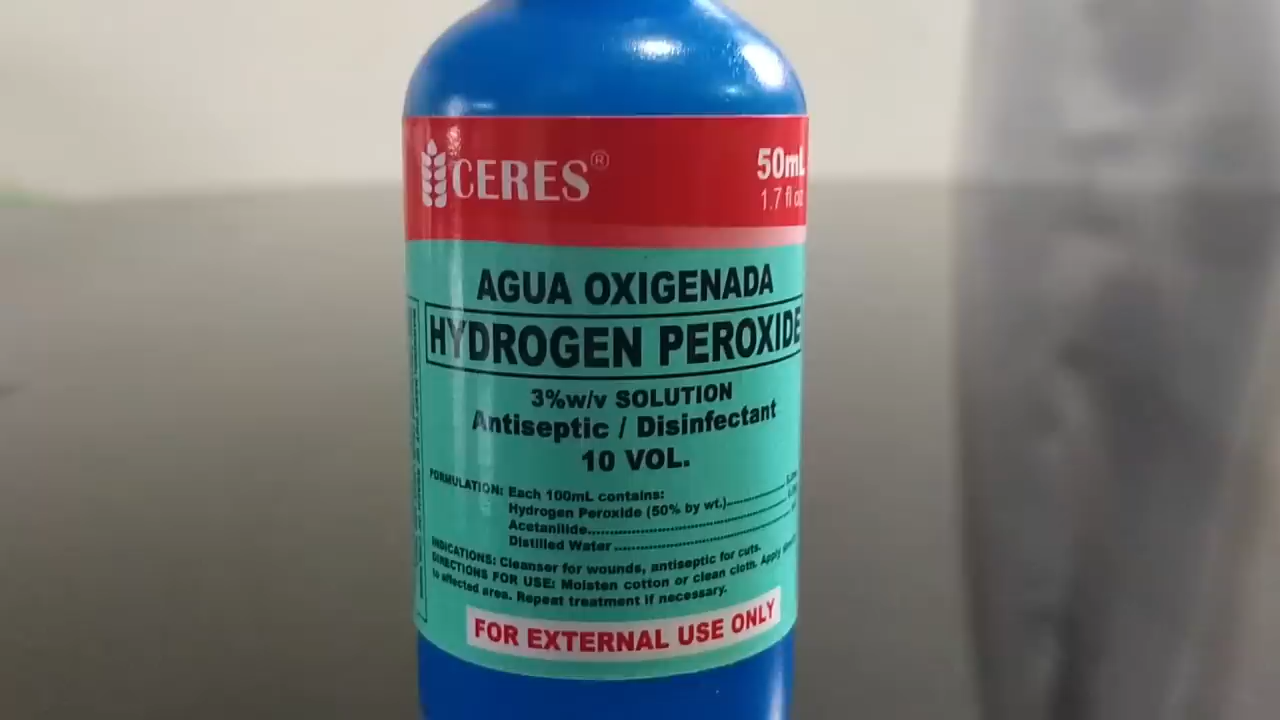 CERES®
50mL
1.7 fl oz
AGUA OXIGENADA
HYDROGEN PEROXIDE
3%w/v SOLUTION
Antiseptic / Disinfectant
10 VOL.
FORMULATION: Each 100mL contains:
Hydrogen Peroxide (50% by wt.)
Acetanilide
Distilled Water
INDICATIONS: Cleanser for wounds, antiseptic for cuts.
DIRECTIONS FOR USE: Moisten cotton or clean cloth. Apply
to affected area. Repeat treatment if necessary.
FOR EXTERNAL USE ONLY